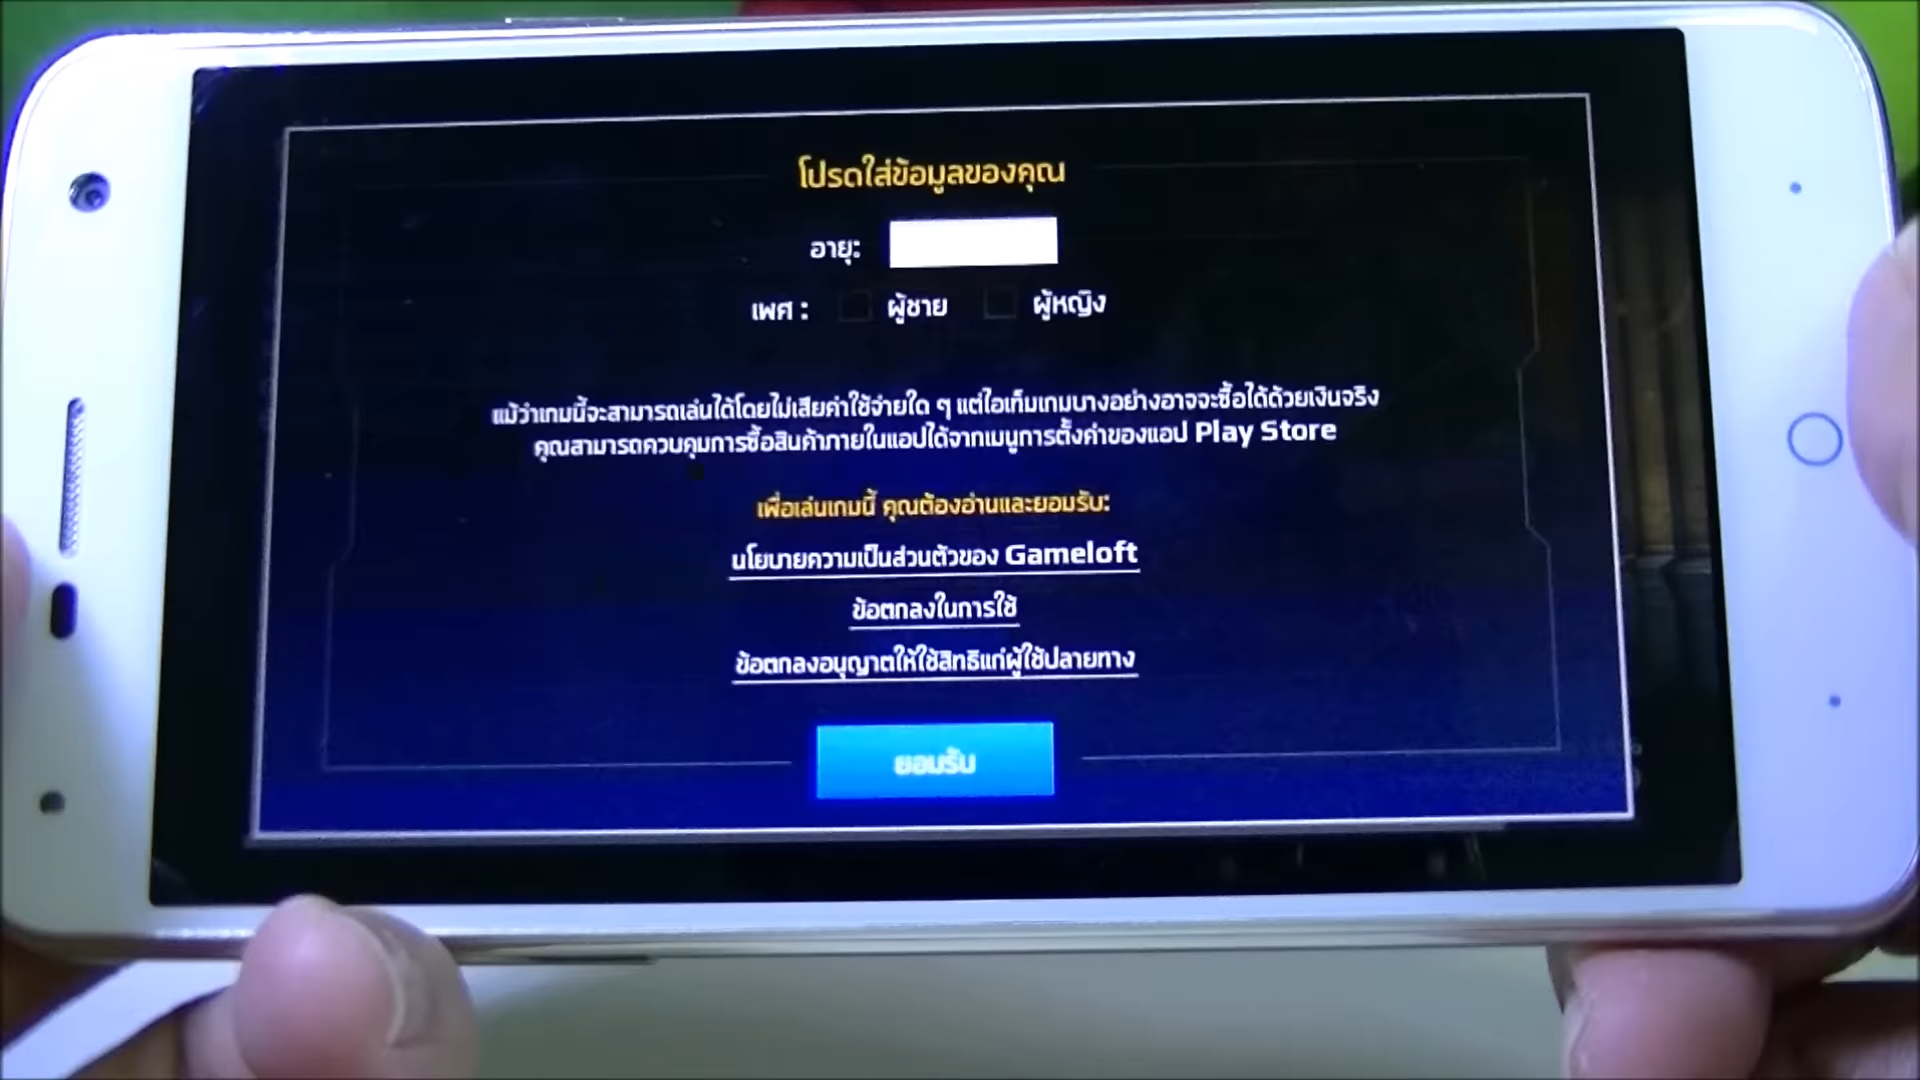 โปรดใส่ข้อมูลของคุณ
อายุ:
เพศ : ผู้ชาย ผู้หญิง
แม้ว่าเกมนี้จะสามารถเล่นได้โดยไม่เสียค่าใช้จ่ายใด ๆ แต่ไอเท็มเกมบางอย่างอาจจะซื้อได้ด้วยเงินจริง
คุณสามารถควบคุมการซื้อสินค้าภายในแอปได้จากเมนูการตั้งค่าของแอป Play Store
เพื่อเล่นเกมนี้ คุณต้องอ่านและยอมรับ:
นโยบายความเป็นส่วนตัวของ Gameloft
ข้อตกลงในการใช้
ข้อตกลงอนุญาตให้ใช้สิทธิแก่ผู้ใช้ปลายทาง
ยอมรับ